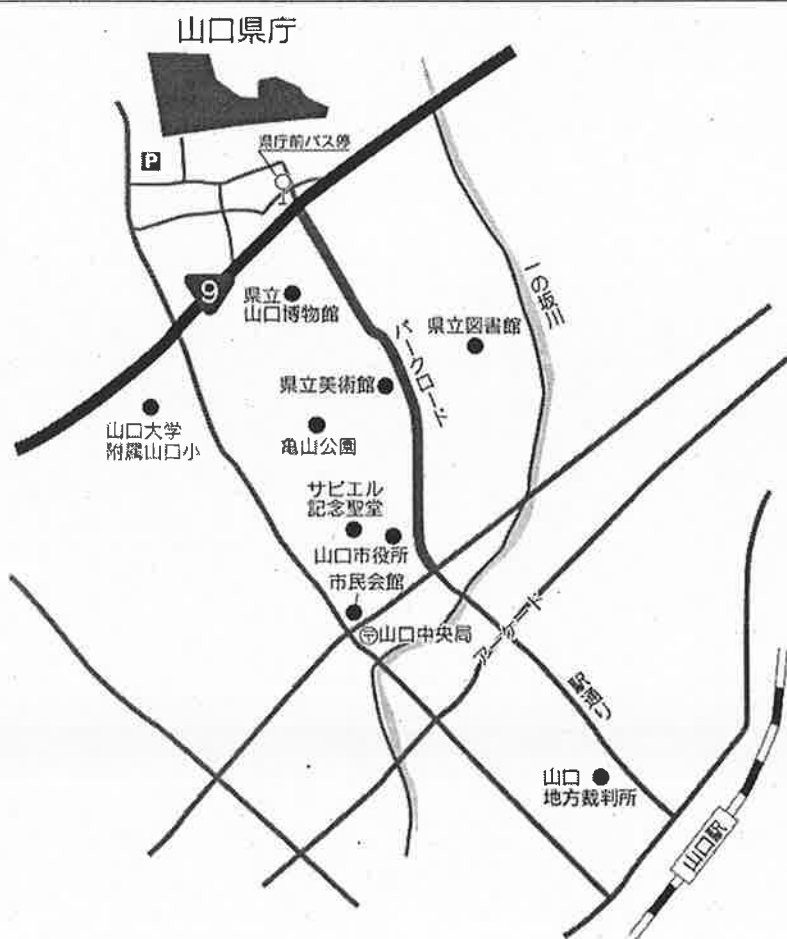 山口県庁
県庁前バス停
P
9
県立
山口博物館
一の坂川
パークロード
県立図書館
県立美術館
山口大学
附属山口小
亀山公園
サビエル
記念聖堂
山口市役所
市民会館
〒山口中央局
アーケード
駅通り
山口
地方裁判所
山口駅